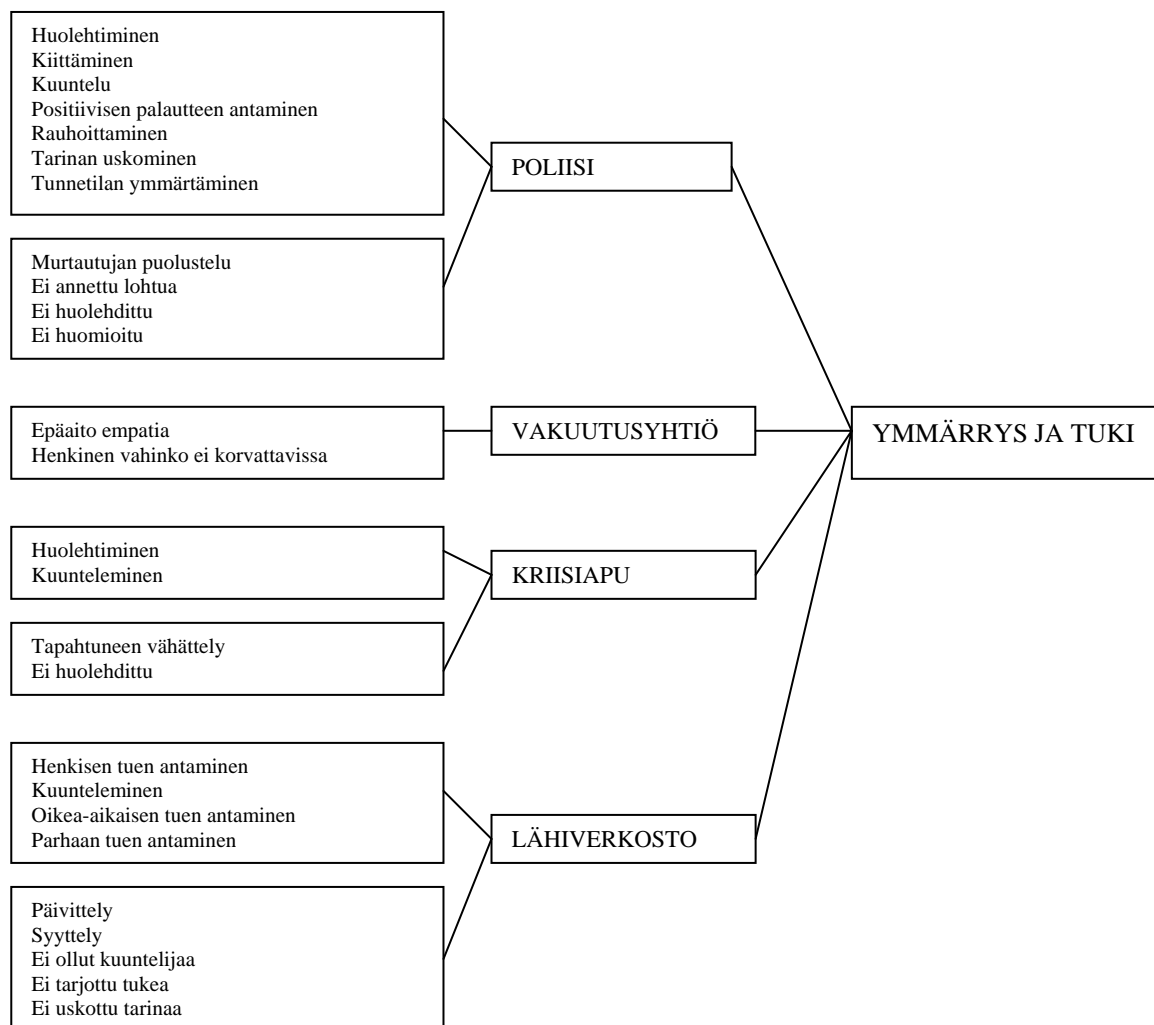 Huolehtiminen
Kiittäminen
Kuuntelu
Positiivisen palautteen antaminen
Rauhoittaminen
Tarinan uskominen
Tunnetilan ymmärtäminen
POLIISI
Murtautujan puolustelu
Ei annettu lohtua
Ei huolehdittu
Ei huomioitu
Epäaito empatia
Henkinen vahinko ei korvattavissa
VAKUUTUSYHTIÖ
YMMÄRRYS JA TUKI
Huolehtiminen
Kuunteleminen
KRIISIAPU
Tapahtuneen vähättely
Ei huolehdittu
Henkisen tuen antaminen
Kuunteleminen
Oikea-aikaisen tuen antaminen
Parhaan tuen antaminen
LÄHIVERKOSTO
Päivittely
Syyttely
Ei ollut kuuntelijaa
Ei tarjottu tukea
Ei uskottu tarinaa